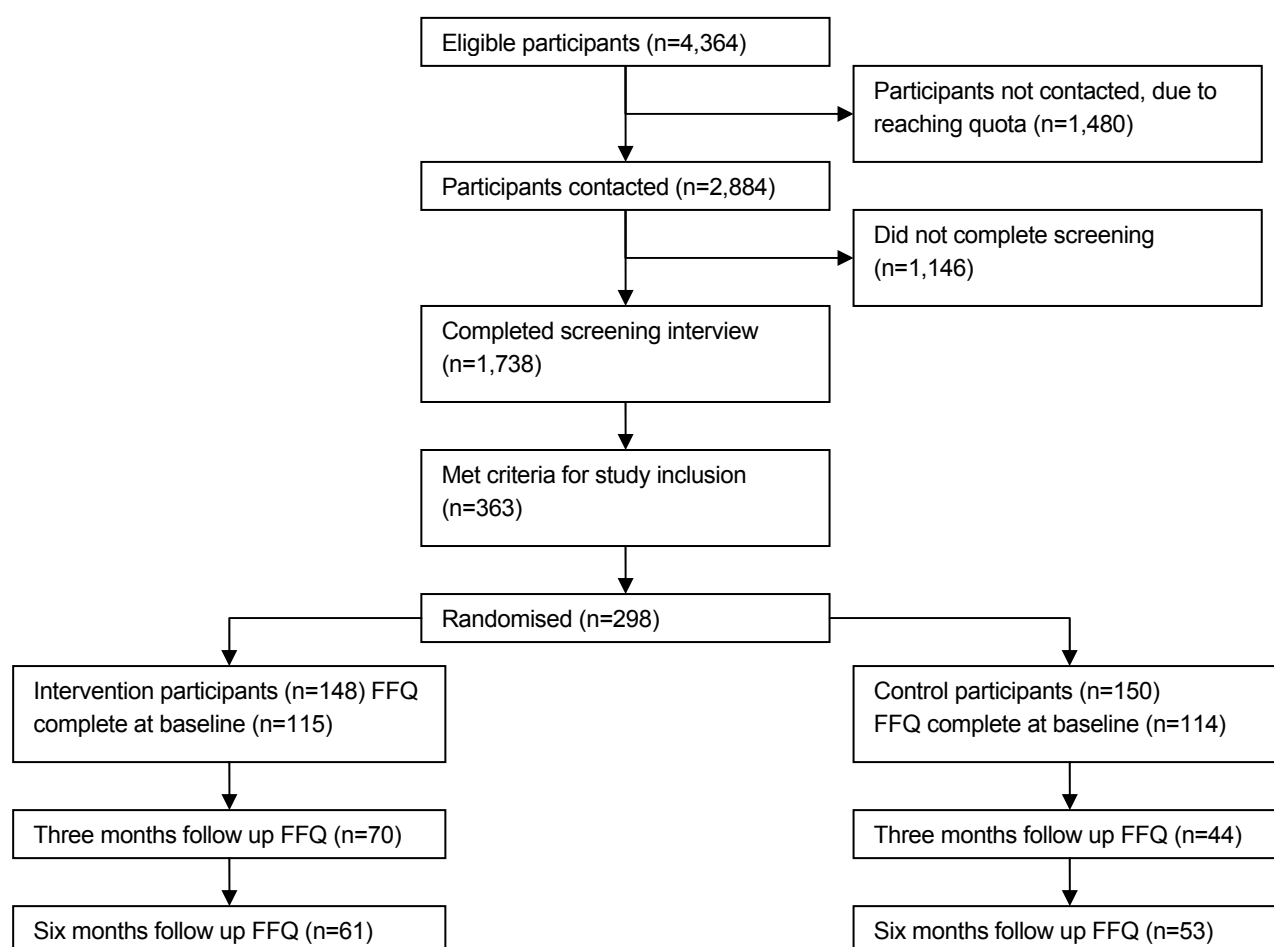 Eligible participants (n=4,364)
Participants not contacted, due to
reaching quota (n=1,480)
Participants contacted (n=2,884)
Did not complete screening
(n=1,146)
Completed screening interview
(n=1,738)
Met criteria for study inclusion
(n=363)
Randomised (n=298)
Intervention participants (n=148) FFQ
complete at baseline (n=115)
Control participants (n=150)
FFQ complete at baseline (n=114)
Three months follow up FFQ (n=70)
Three months follow up FFQ (n=44)
Six months follow up FFQ (n=61)
Six months follow up FFQ (n=53)